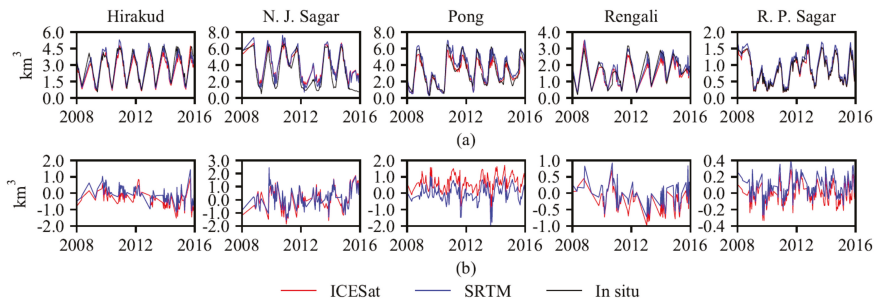 Hirakud N. J. Sagar Pong Rengali R. P. Sagar
km³
6.0 8.0 8.0 4.0 2.0
4.5 6.0 6.0 3.0 1.5
3.0 4.0 4.0 2.0 1.0
1.5 2.0 2.0 1.0 0.5
0.0 0.0 0.0 0.0 0.0
2008 2012 2016 2008 2012 2016 2008 2012 2016 2008 2012 2016 2008 2012 2016
(a)
km³
2.0 3.0 2.0 1.0 0.4
1.0 2.0 1.0 0.5 0.2
0.0 1.0 0.0 0.0 0.0
-1.0 0.0 -1.0 -0.5 -0.2
-2.0 -1.0 -2.0 -1.0 -0.4
-2.0
2008 2012 2016 2008 2012 2016 2008 2012 2016 2008 2012 2016 2008 2012 2016
(b)
ICESat SRTM In situ